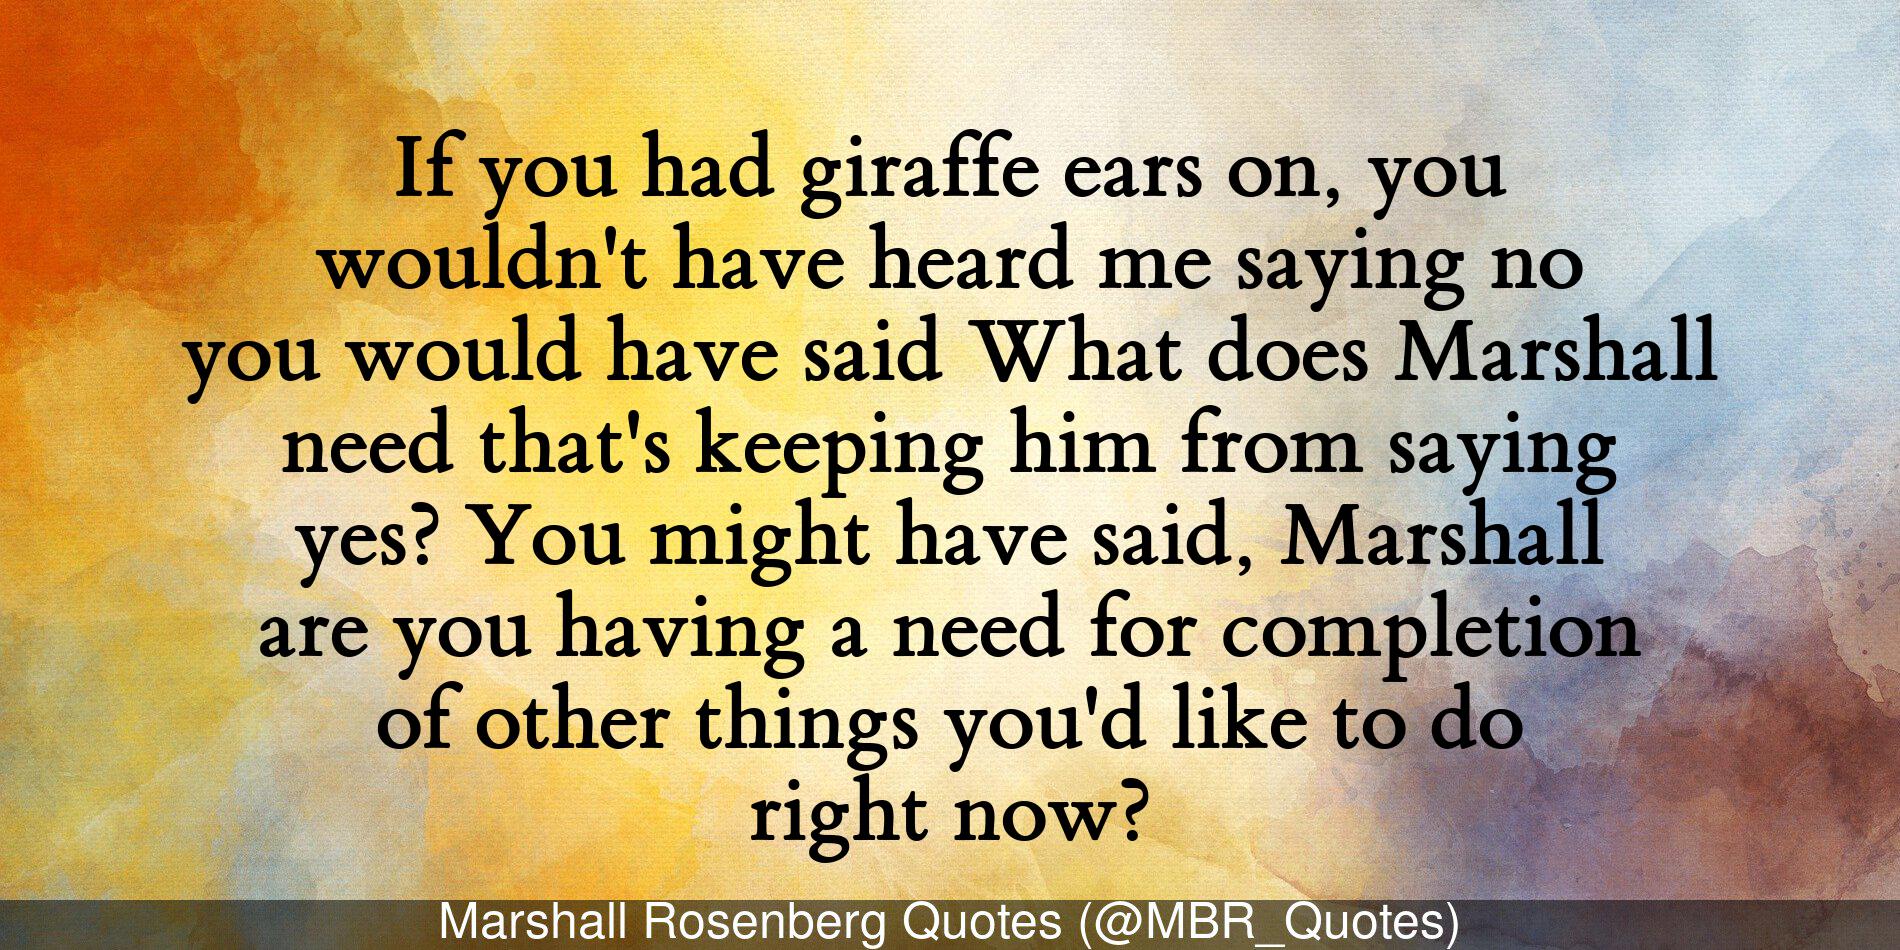 If you had giraffe ears on, you
wouldn't have heard me saying no
you would have said What does Marshall
need that's keeping him from saying
yes? You might have said, Marshall
are you having a need for completion
of other things you'd like to do
right now?
Marshall Rosenberg Quotes (@MBR_Quotes)